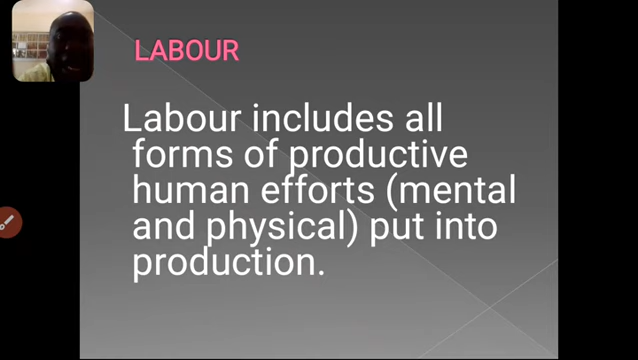 LABOUR
Labour includes all
forms of productive
human efforts (mental
and physical) put into
production.